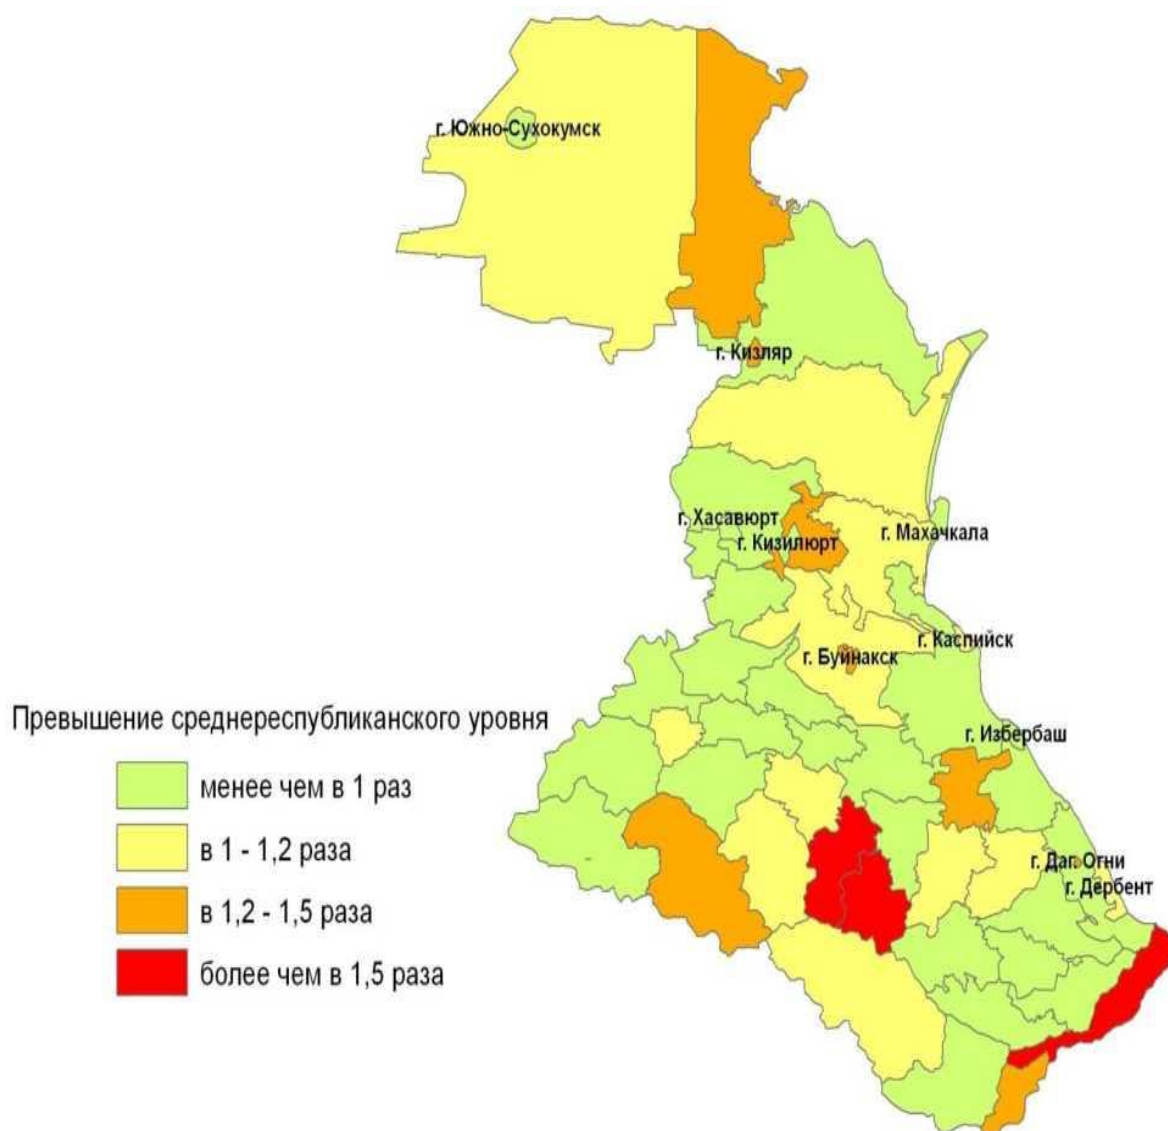 г. Южно-Сухокумск
г. Кизляр
г. Хасавюрт
г. Махачкала
г. Кизилюрт
г. Каспийск
г. Буйнакск
Превышение среднереспубликанского уровня
г. Избербаш
менее чем в 1 раз
в 1 - 1,2 раза
г. Даг. Огни
г. Дербент
в 1,2 - 1,5 раза
более чем в 1,5 раза